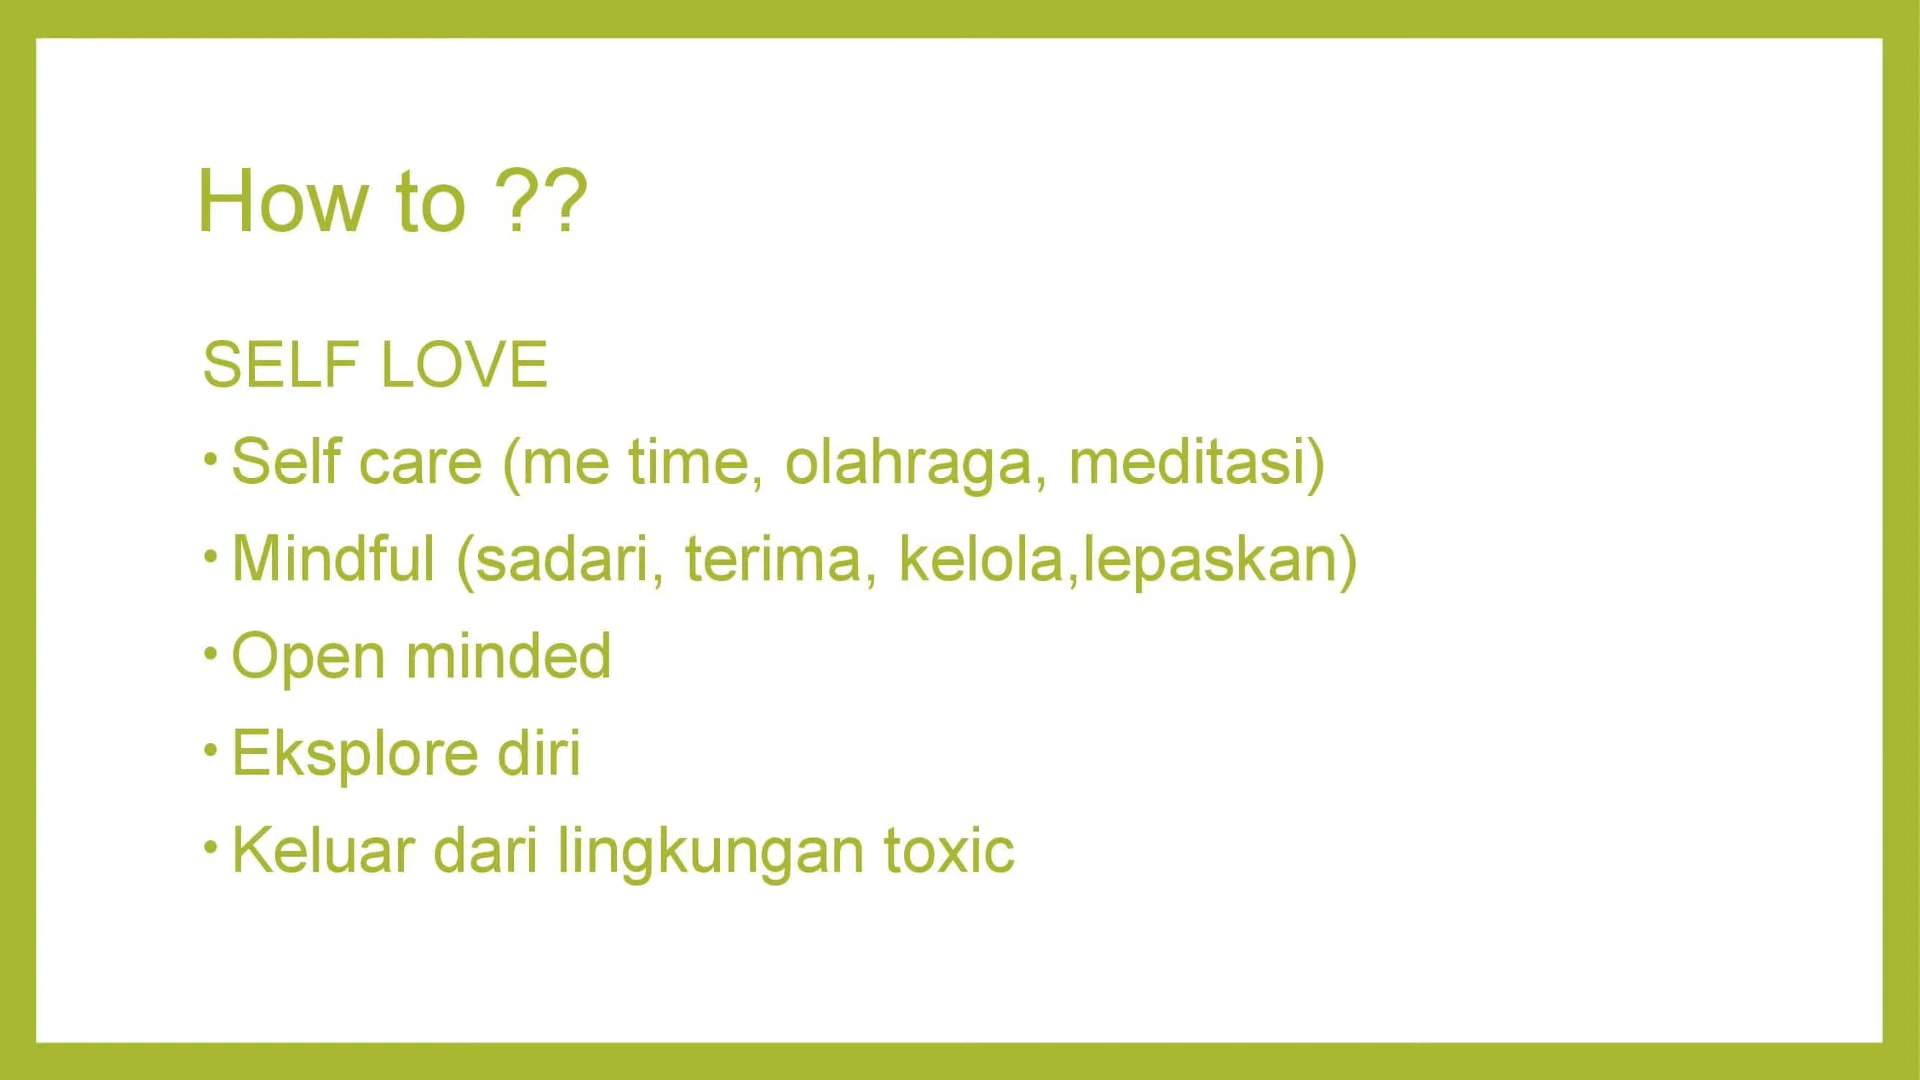 How to ??
SELF LOVE
• Self care (me time, olahraga, meditasi)
• Mindful (sadari, terima, kelola,lepaskan)
• Open minded
• Eksplore diri
• Keluar dari lingkungan toxic